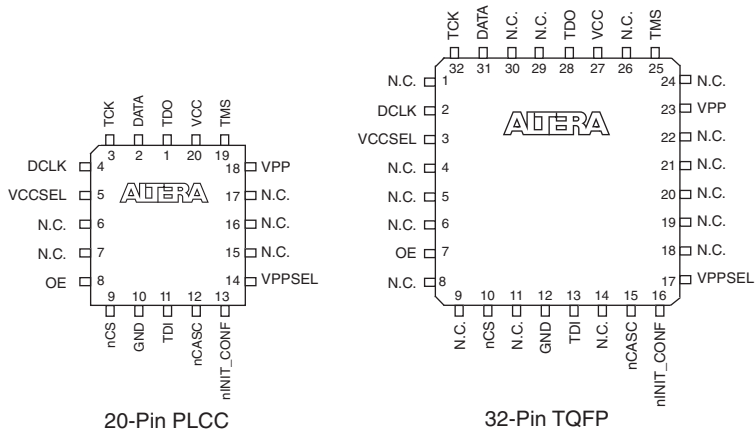 TCK DATA TDO VCC TMS
3 2 1 20 19
DCLK 4 18 VPP
VCCSEL 5 ALTERA 17 N.C.
N.C. 6 16 N.C.
N.C. 7 15 N.C.
OE 8 14 VPPSEL
9 10 11 12 13
nCS GND TDI nCASC nINIT_CONF
20-Pin PLCC
TCK DATA N.C. N.C. TDO VCC N.C. TMS
32 31 30 29 28 27 26 25
N.C. 1 24 N.C.
DCLK 2 23 VPP
VCCSEL 3 ALTERA 22 N.C.
N.C. 4 21 N.C.
N.C. 5 20 N.C.
N.C. 6 19 N.C.
OE 7 18 N.C.
N.C. 8 17 VPPSEL
9 10 11 12 13 14 15 16
N.C. nCS N.C. GND TDI N.C. nCASC nINIT_CONF
32-Pin TQFP